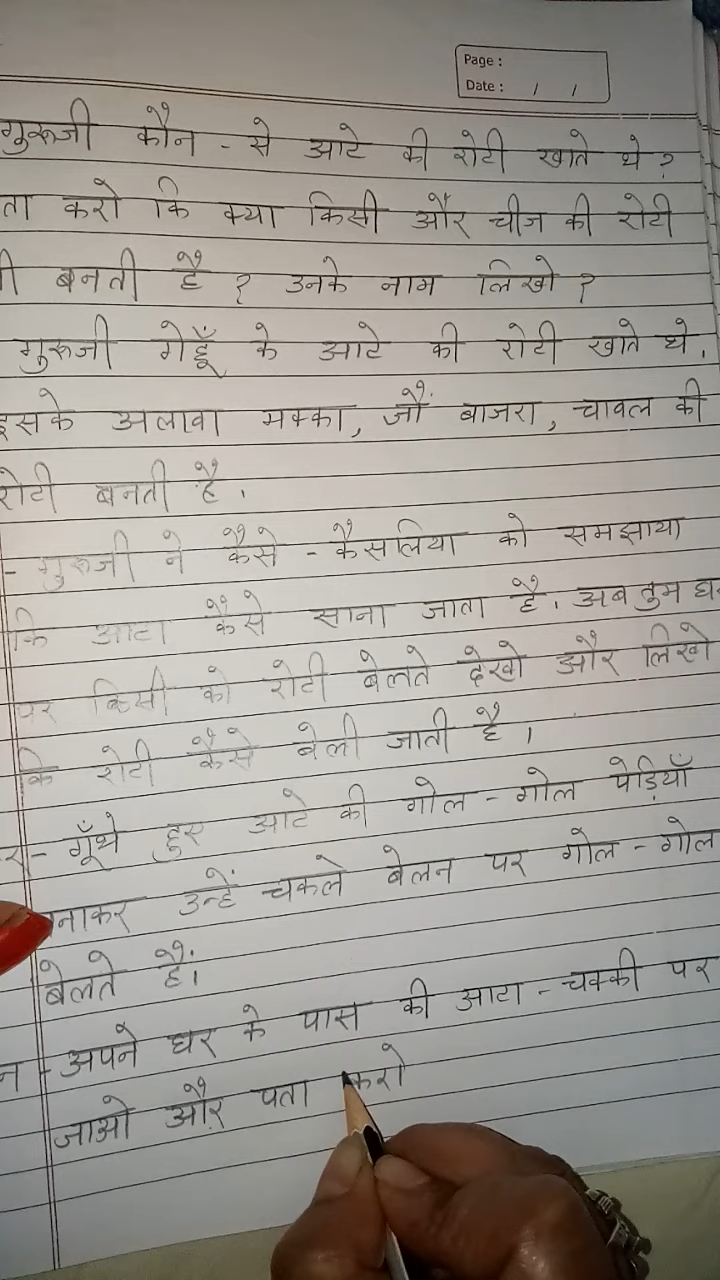 Page :
Date : / /
गुरुजी कौन - से आटे की रोटी खाते थे ?
ता करो कि क्या किसी और चीज की रोटी
ी बनती है ? उनके नाम लिखो ?
गुरुजी गेहूँ के आटे की रोटी खाते थे .
इसके अलावा मक्का, जौं बाजरा, चावल की
रोटी बनती है .
- गुरुजी ने कैसे - कैसलिया को समझाया
कि आटा कैसे साना जाता है . अब तुम घर
पर किसी को रोटी बेलते देखो और लिखो
कि रोटी कैसे बेली जाती है ।
- गूँथे हुए आटे की गोल - गोल पेड़ियाँ
नाकर उन्हें चकले बेलन पर गोल - गोल
बेलते हैं।
न - अपने घर के पास की आटा - चक्की पर
जाओ और पता करो